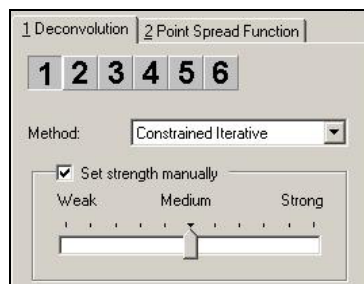 1 Deconvolution 2 Point Spread Function
1 2 3 4 5 6
Method: Constrained Iterative
Set strength manually
Weak Medium Strong